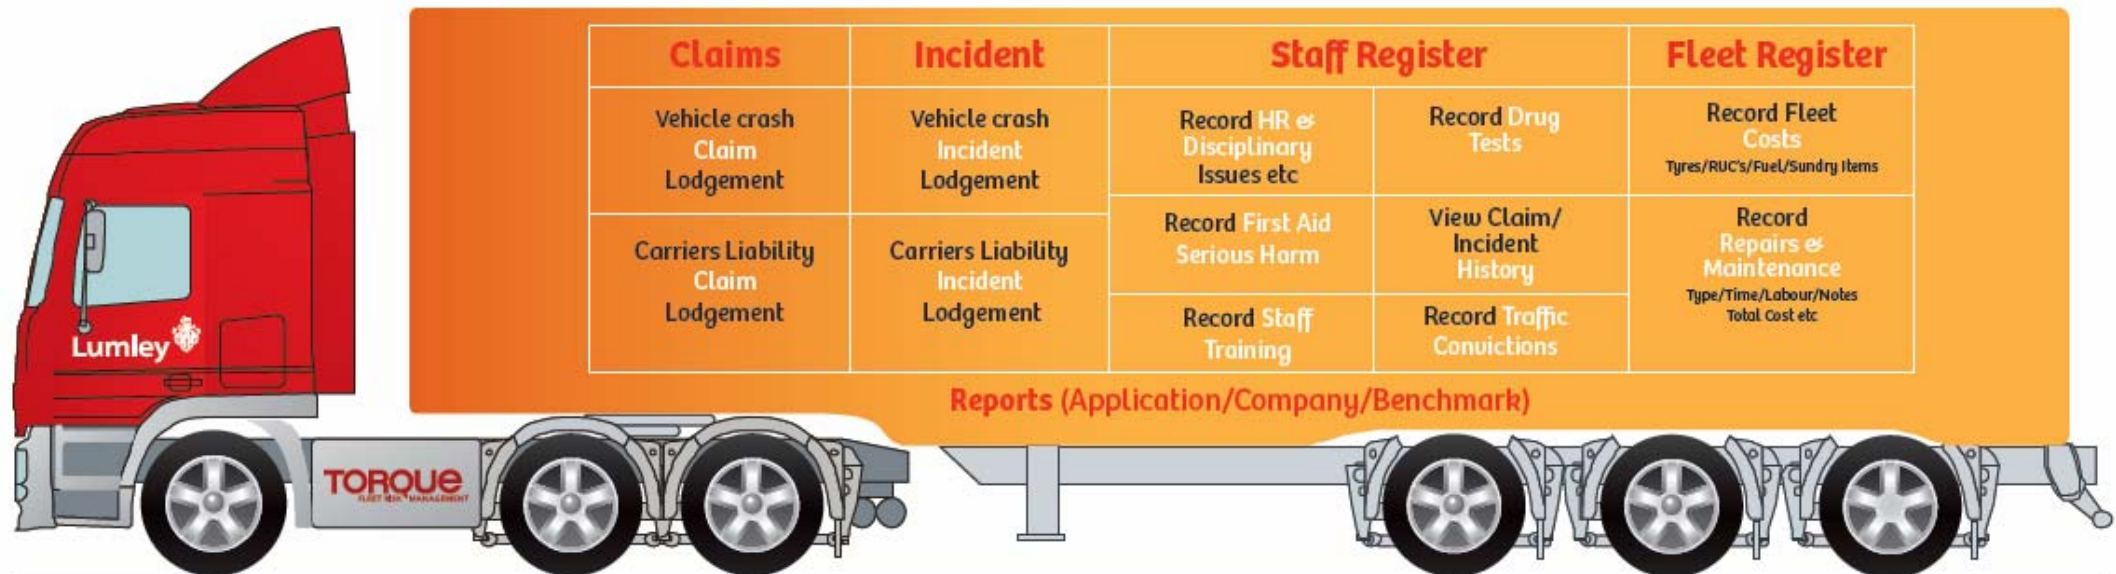 Claims
Incident
Staff Register
Fleet Register
Vehicle crash
Claim
Lodgement
Vehicle crash
Incident
Lodgement
Record HR &
Disciplinary
Issues etc
Record Drug
Tests
Record Fleet
Costs
Tyres/RUC's/Fuel/Sundry Items
Carriers Liability
Claim
Lodgement
Carriers Liability
Incident
Lodgement
Record First Aid
Serious Harm
View Claim/
Incident
History
Record
Repairs &
Maintenance
Type/Time/Labour/Notes
Total Cost etc
Record Staff
Training
Record Traffic
Convictions
Reports (Application/Company/Benchmark)
Lumley
TORQUE
FLEET RISK MANAGEMENT